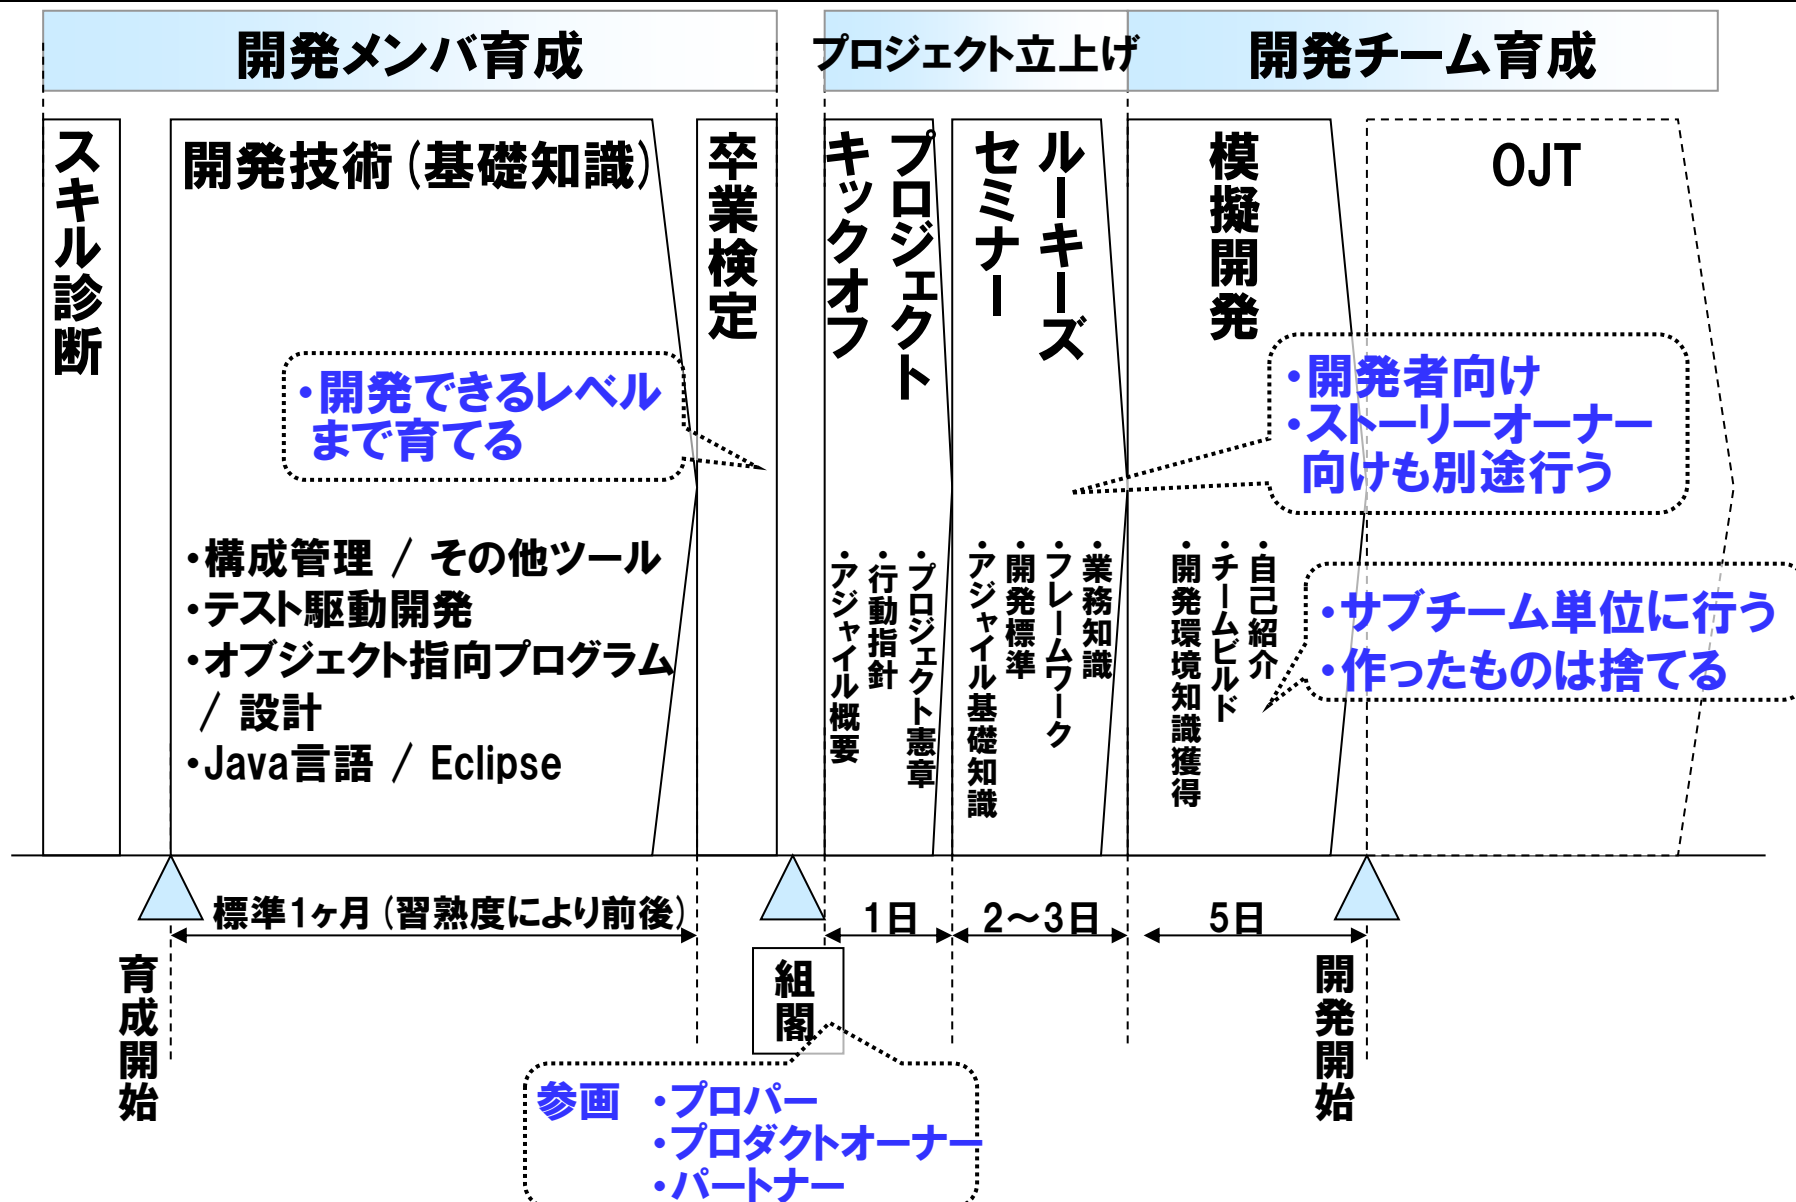 開発メンバ育成
プロジェクト立上げ
開発チーム育成
スキル診断
開発技術(基礎知識)
・開発できるレベル
まで育てる
・構成管理 / その他ツール
・テスト駆動開発
・オブジェクト指向プログラム
/ 設計
・Java言語 / Eclipse
卒業検定
プロジェクト
キックオフ
・プロジェクト憲章
・行動指針
・アジャイル概要
ルーキーズ
セミナー
・業務知識
・フレームワーク
・開発標準
・アジャイル基礎知識
模擬開発
・開発者向け
・ストーリーオーナー
向けも別途行う
・自己紹介
・チームビルド
・開発環境知識獲得
・サブチーム単位に行う
・作ったものは捨てる
OJT
標準1ヶ月(習熟度により前後)
1日
2～3日
5日
育成開始
組閣
開発開始
参画 ・プロパー
・プロダクトオーナー
・パートナー